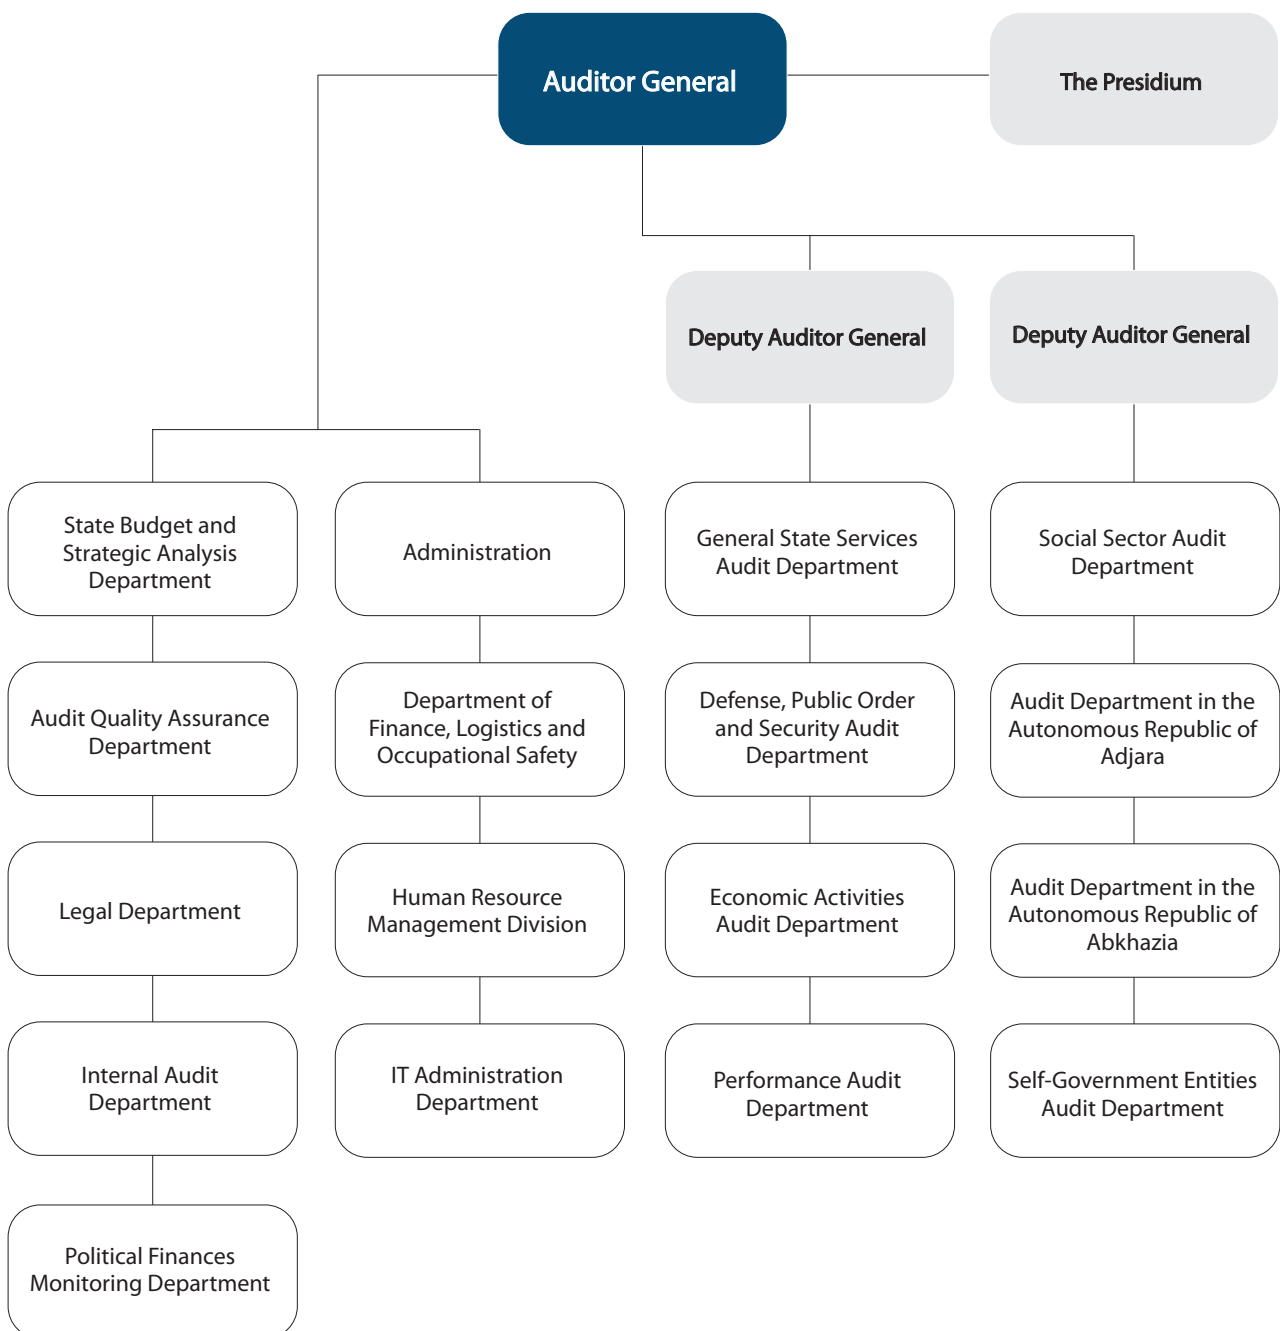 Auditor General
The Presidium
Deputy Auditor General
Deputy Auditor General
State Budget and
Strategic Analysis
Department
Administration
General State Services
Audit Department
Social Sector Audit
Department
Audit Quality Assurance
Department
Department of
Finance, Logistics and
Occupational Safety
Defense, Public Order
and Security Audit
Department
Audit Department in the
Autonomous Republic of
Adjara
Legal Department
Human Resource
Management Division
Economic Activities
Audit Department
Audit Department in the
Autonomous Republic of
Abkhazia
Internal Audit
Department
IT Administration
Department
Performance Audit
Department
Self-Government Entities
Audit Department
Political Finances
Monitoring Department